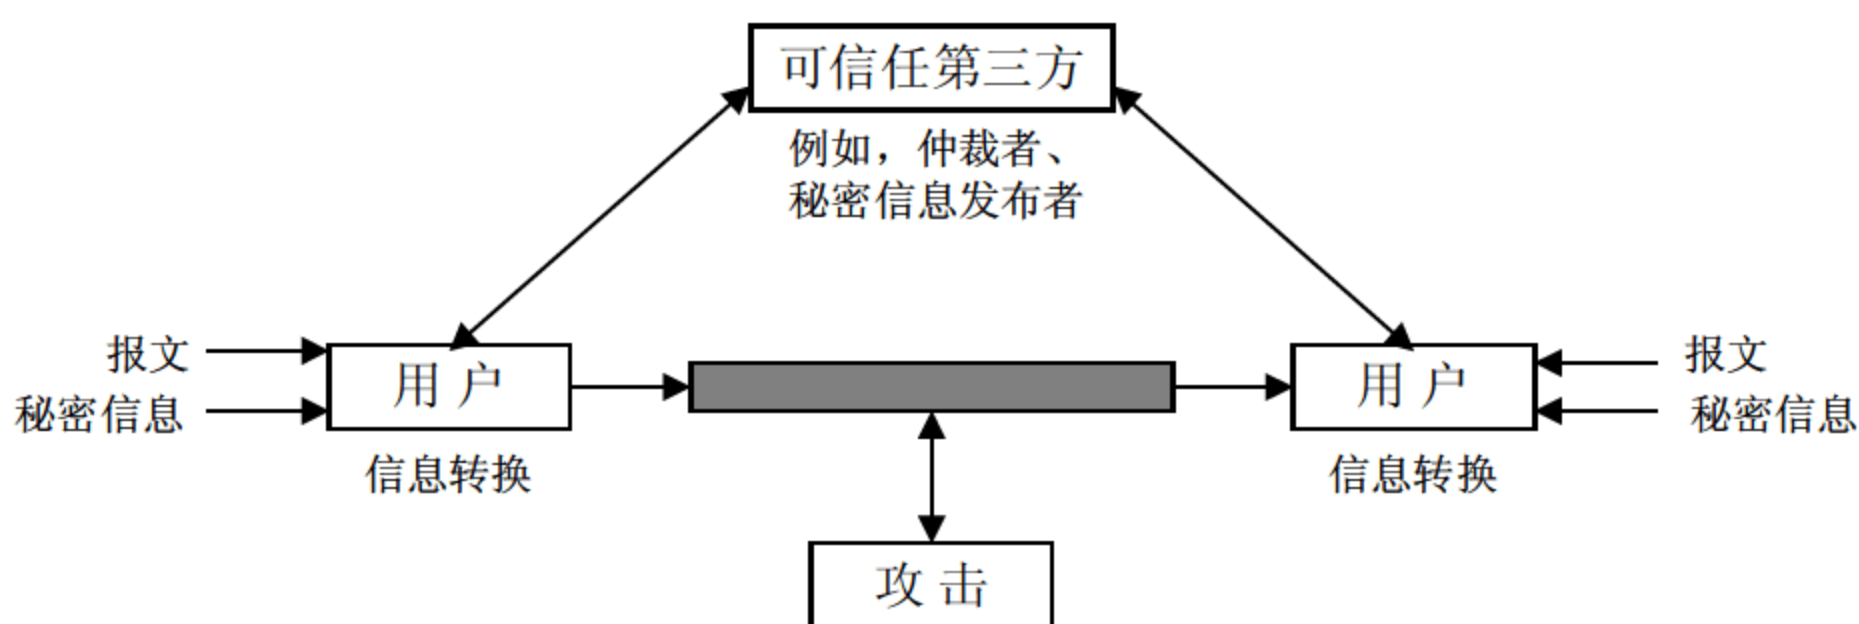 可信任第三方
例如，仲裁者、
秘密信息发布者
报文
秘密信息
用户
信息转换
用户
信息转换
报文
秘密信息
攻击